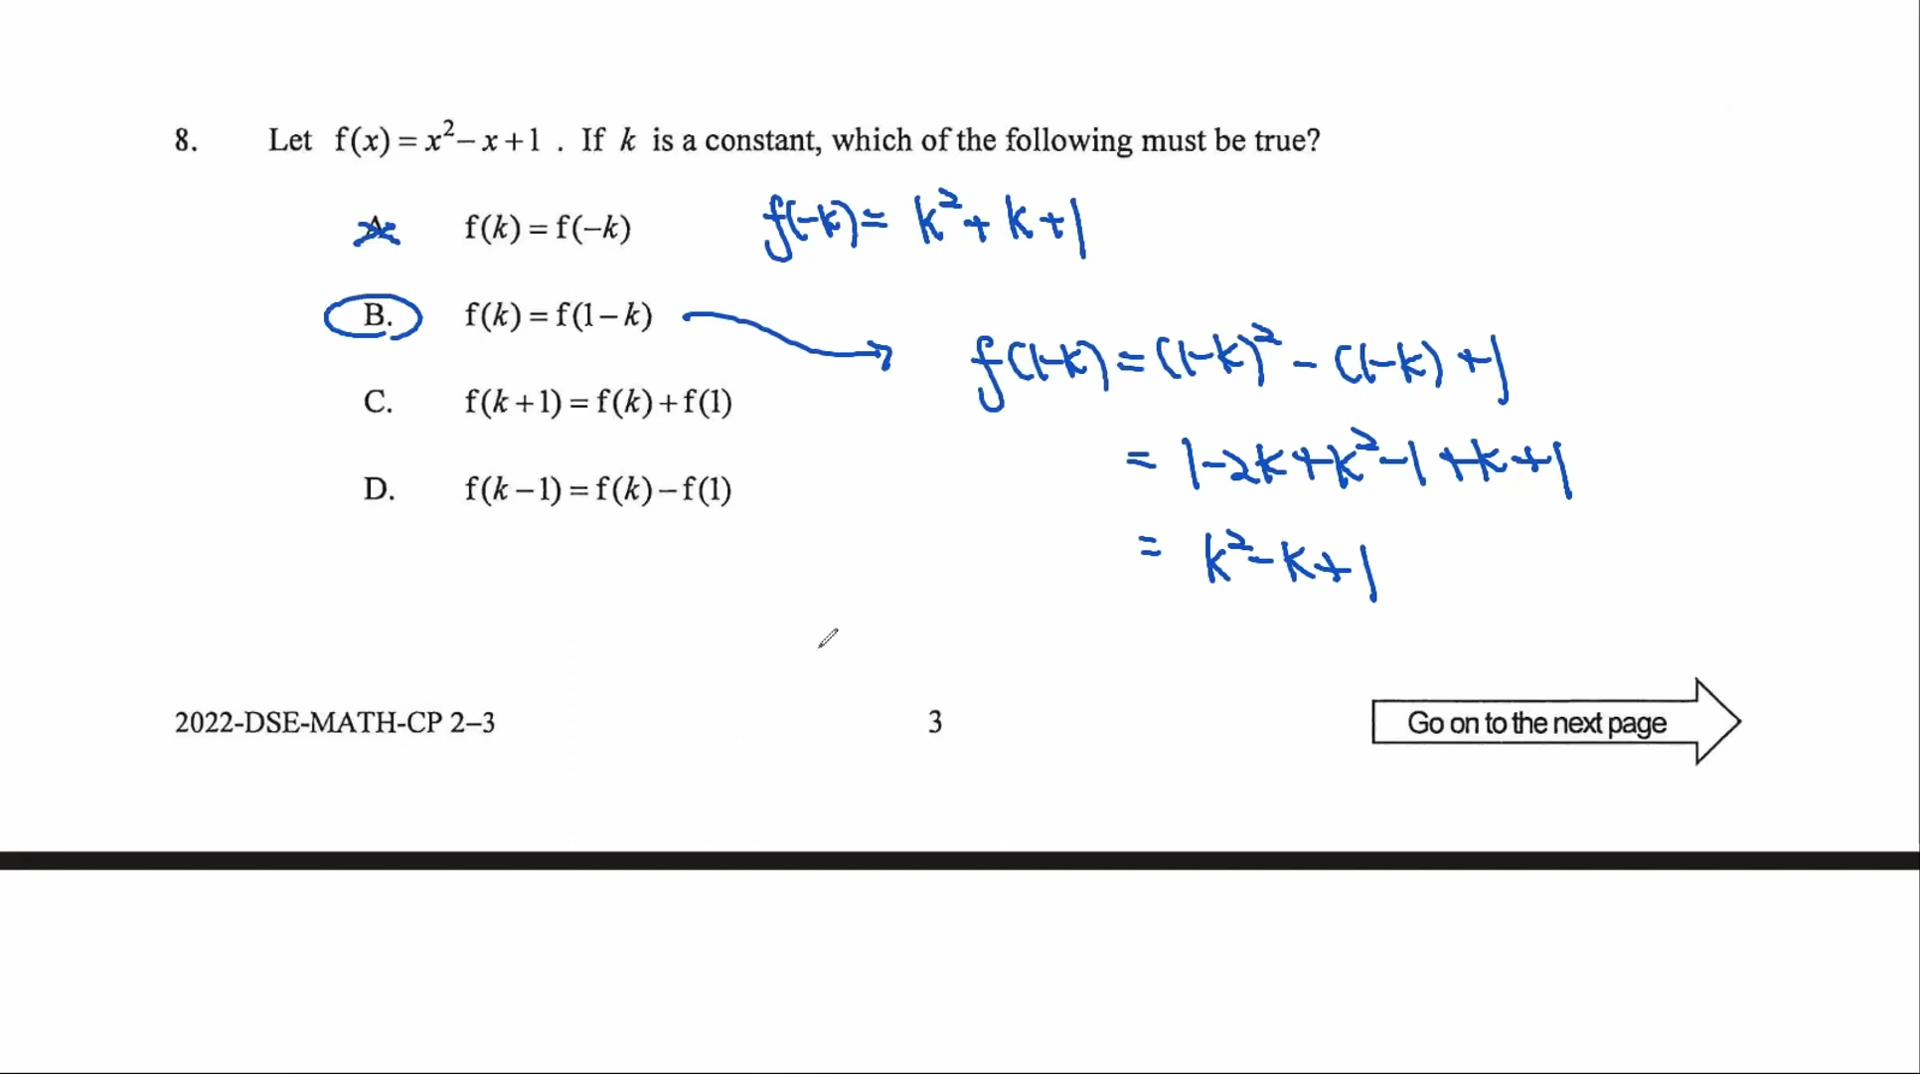 8. Let f(x) = x² − x + 1 . If k is a constant, which of the following must be true?
A. f(k) = f(−k) f(-k) = k² + k + 1
B. f(k) = f(1 − k)
f(1-k) = (1-k)² - (1-k) + 1
C. f(k + 1) = f(k) + f(1)
= 1 - 2k + k² - 1 + k + 1
D. f(k − 1) = f(k) − f(1)
= k² - k + 1
2022-DSE-MATH-CP 2–3 3 Go on to the next page